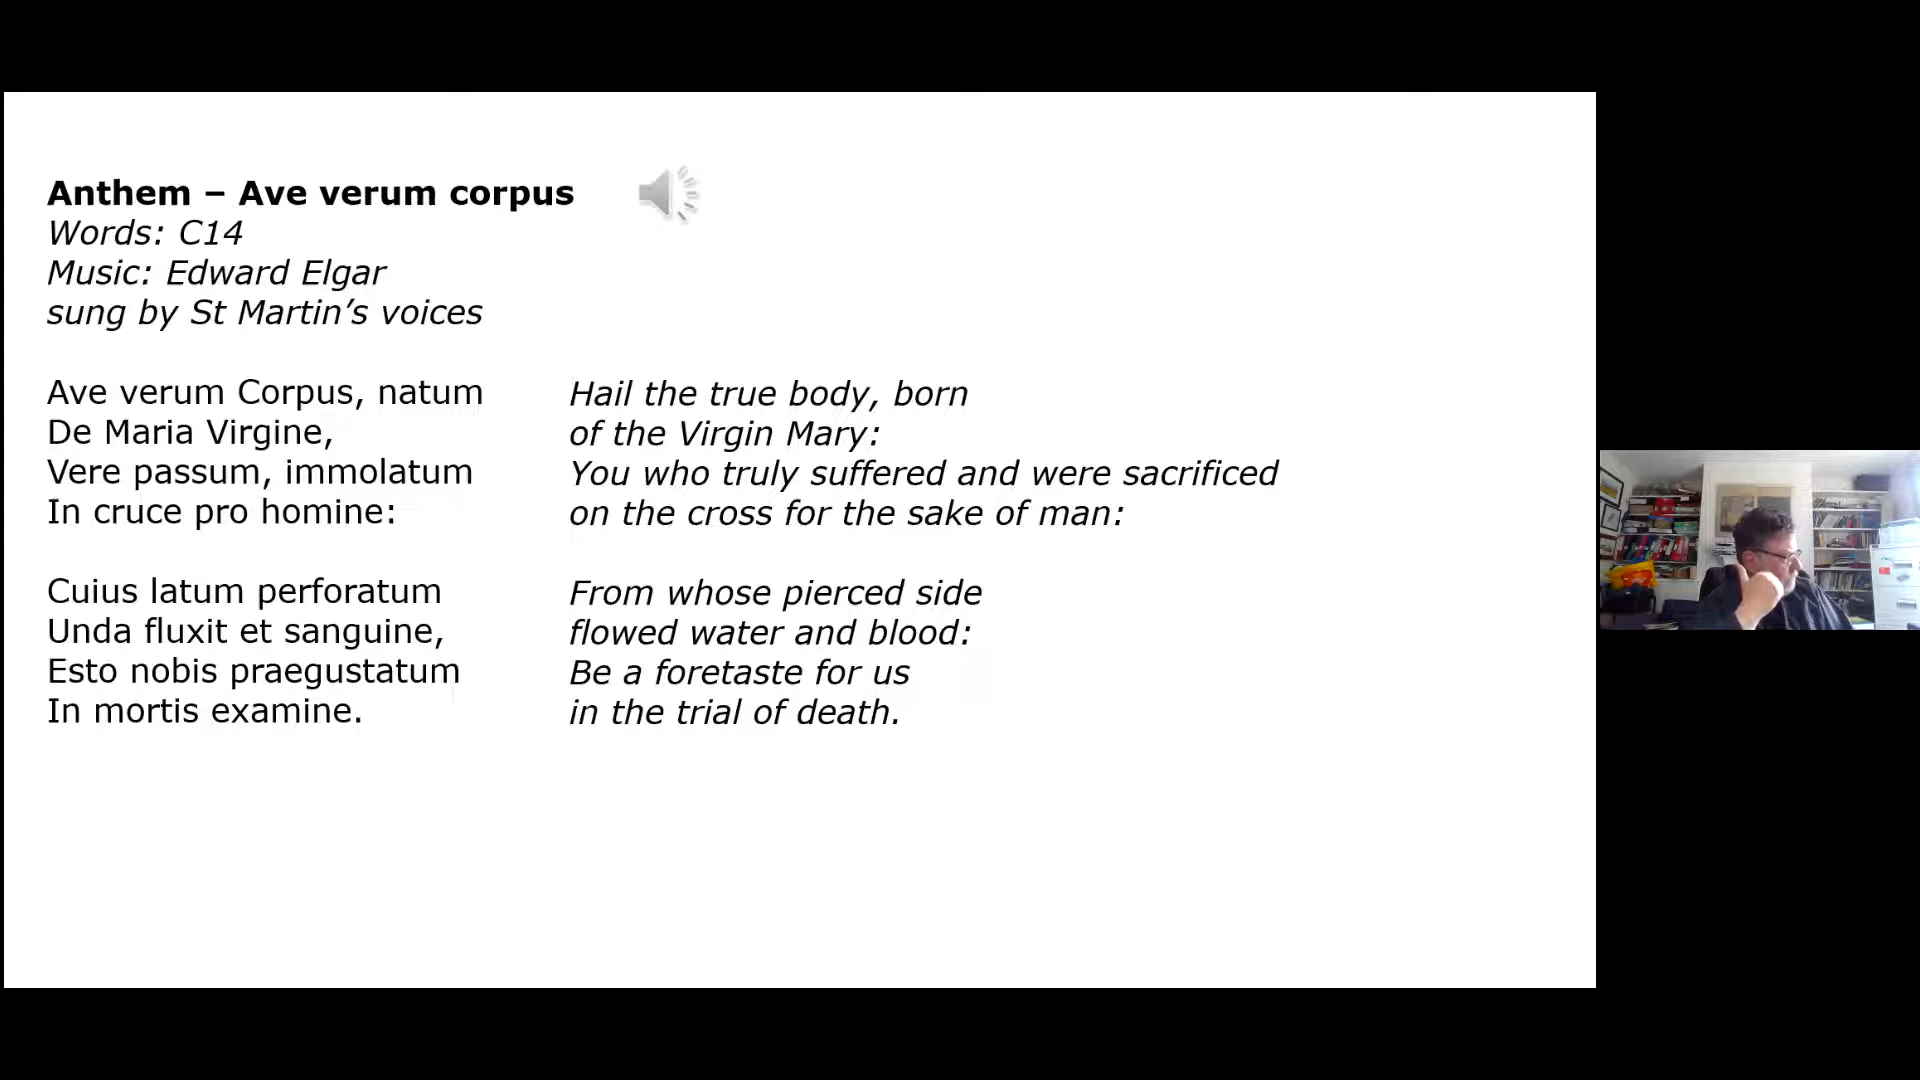 Anthem – Ave verum corpus
Words: C14
Music: Edward Elgar
sung by St Martin’s voices
Ave verum Corpus, natum
De Maria Virgine,
Vere passum, immolatum
In cruce pro homine:
Cuius latum perforatum
Unda fluxit et sanguine,
Esto nobis praegustatum
In mortis examine.
Hail the true body, born
of the Virgin Mary:
You who truly suffered and were sacrificed
on the cross for the sake of man:
From whose pierced side
flowed water and blood:
Be a foretaste for us
in the trial of death.